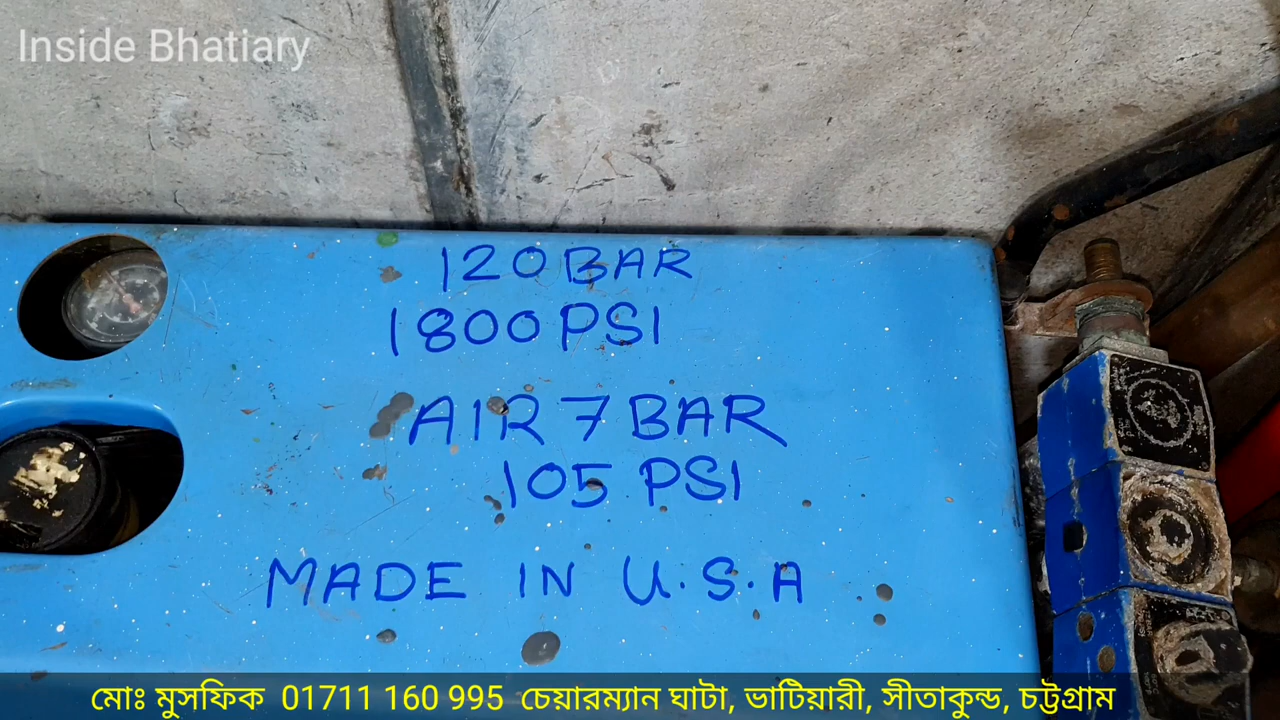 Inside Bhatiary
120 BAR
1800 PSI
AIR 7 BAR
105 PSI
MADE IN U.S.A
মোঃ মুসফিক 01711 160 995 চেয়ারম্যান ঘাটা, ভাটিয়ারী, সীতাকুন্ড, চট্টগ্রাম